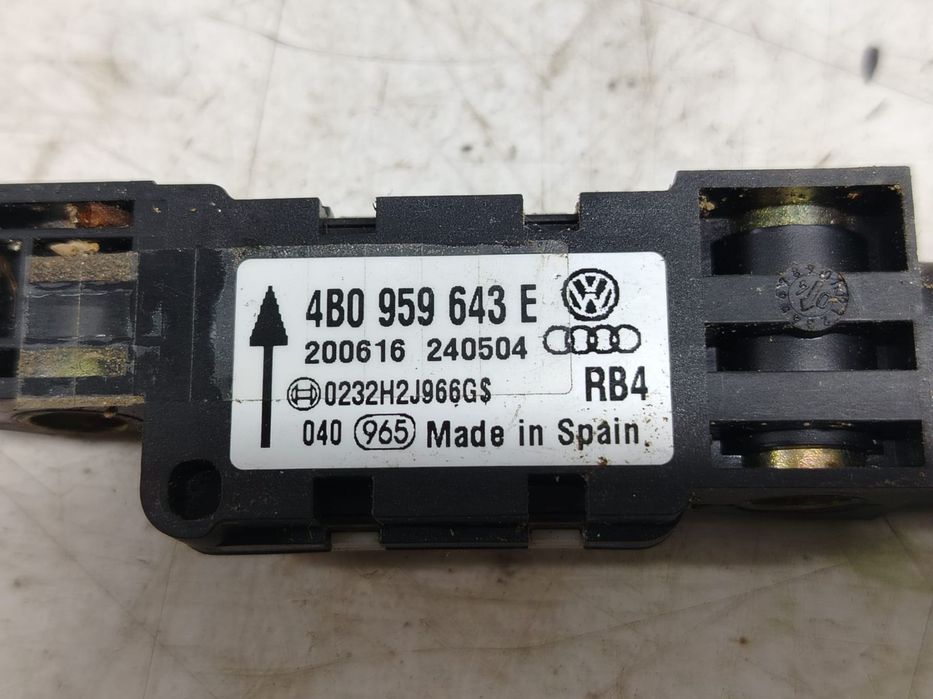 4B0 959 643 E
200616 240504
0232H2J966G$
RB4
040 965 Made in Spain